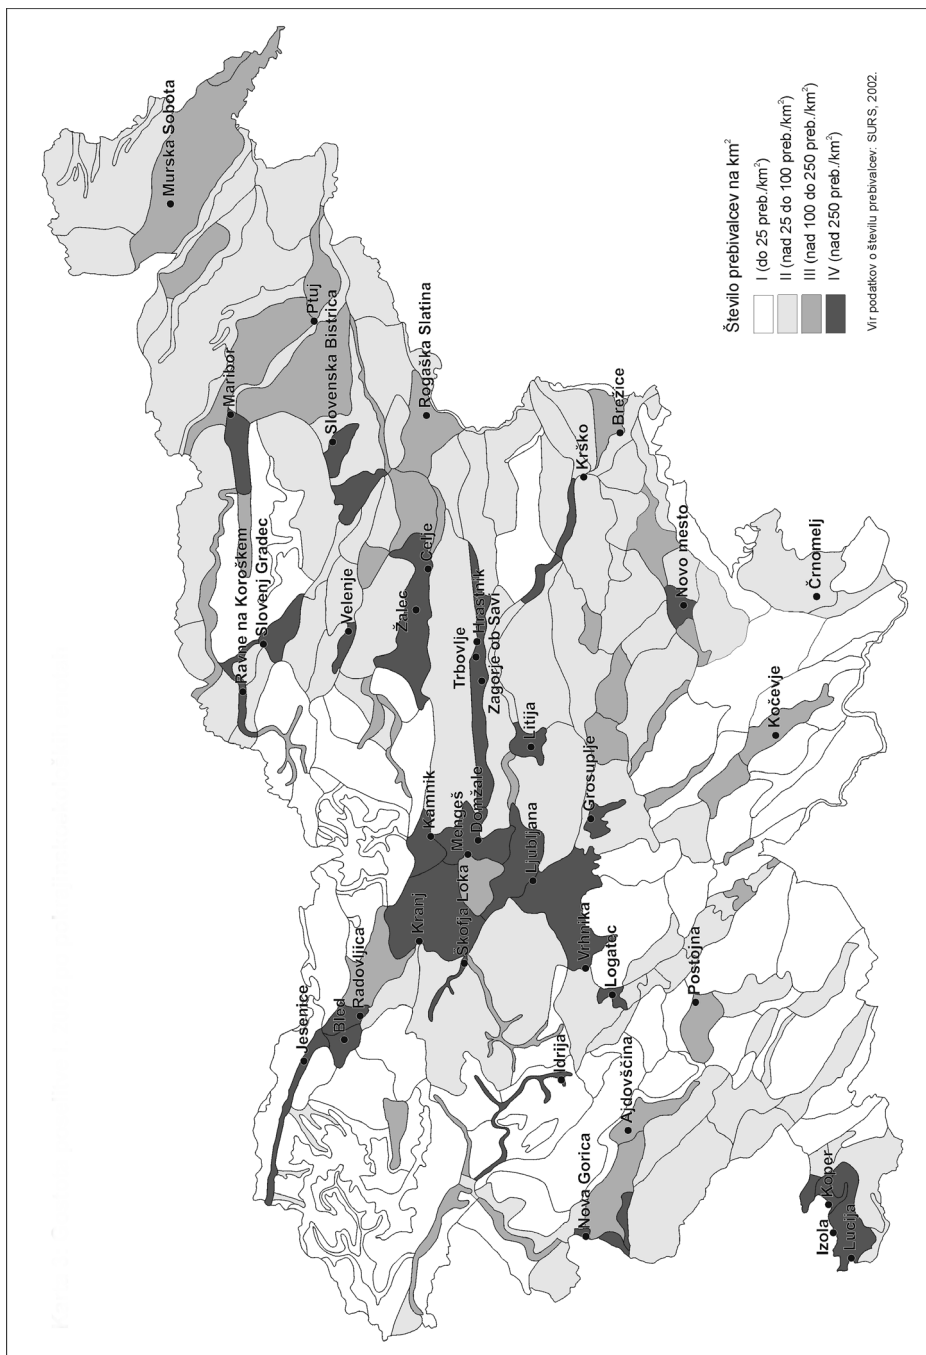 Murska Sobota
Maribor
Ptuj
Slovenska Bistrica
Rogaška Slatina
Ravne na Koroškem
Slovenj Gradec
Velenje
Žalec
Celje
Trbovlje
Hrastnik
Zagorje ob Savi
Krško
Brežice
Novo mesto
Črnomelj
Litija
Kočevje
Grosuplje
Kamnik
Mengeš
Domžale
Ljubljana
Kranj
Škofja Loka
Vrhnika
Logatec
Postojna
Jesenice
Bled
Radovljica
Idrija
Ajdovščina
Nova Gorica
Koper
Izola
Lucija
Število prebivalcev na km²
I (do 25 preb./km²)
II (nad 25 do 100 preb./km²)
III (nad 100 do 250 preb./km²)
IV (nad 250 preb./km²)
Vir podatkov o številu prebivalcev: SURS, 2002.